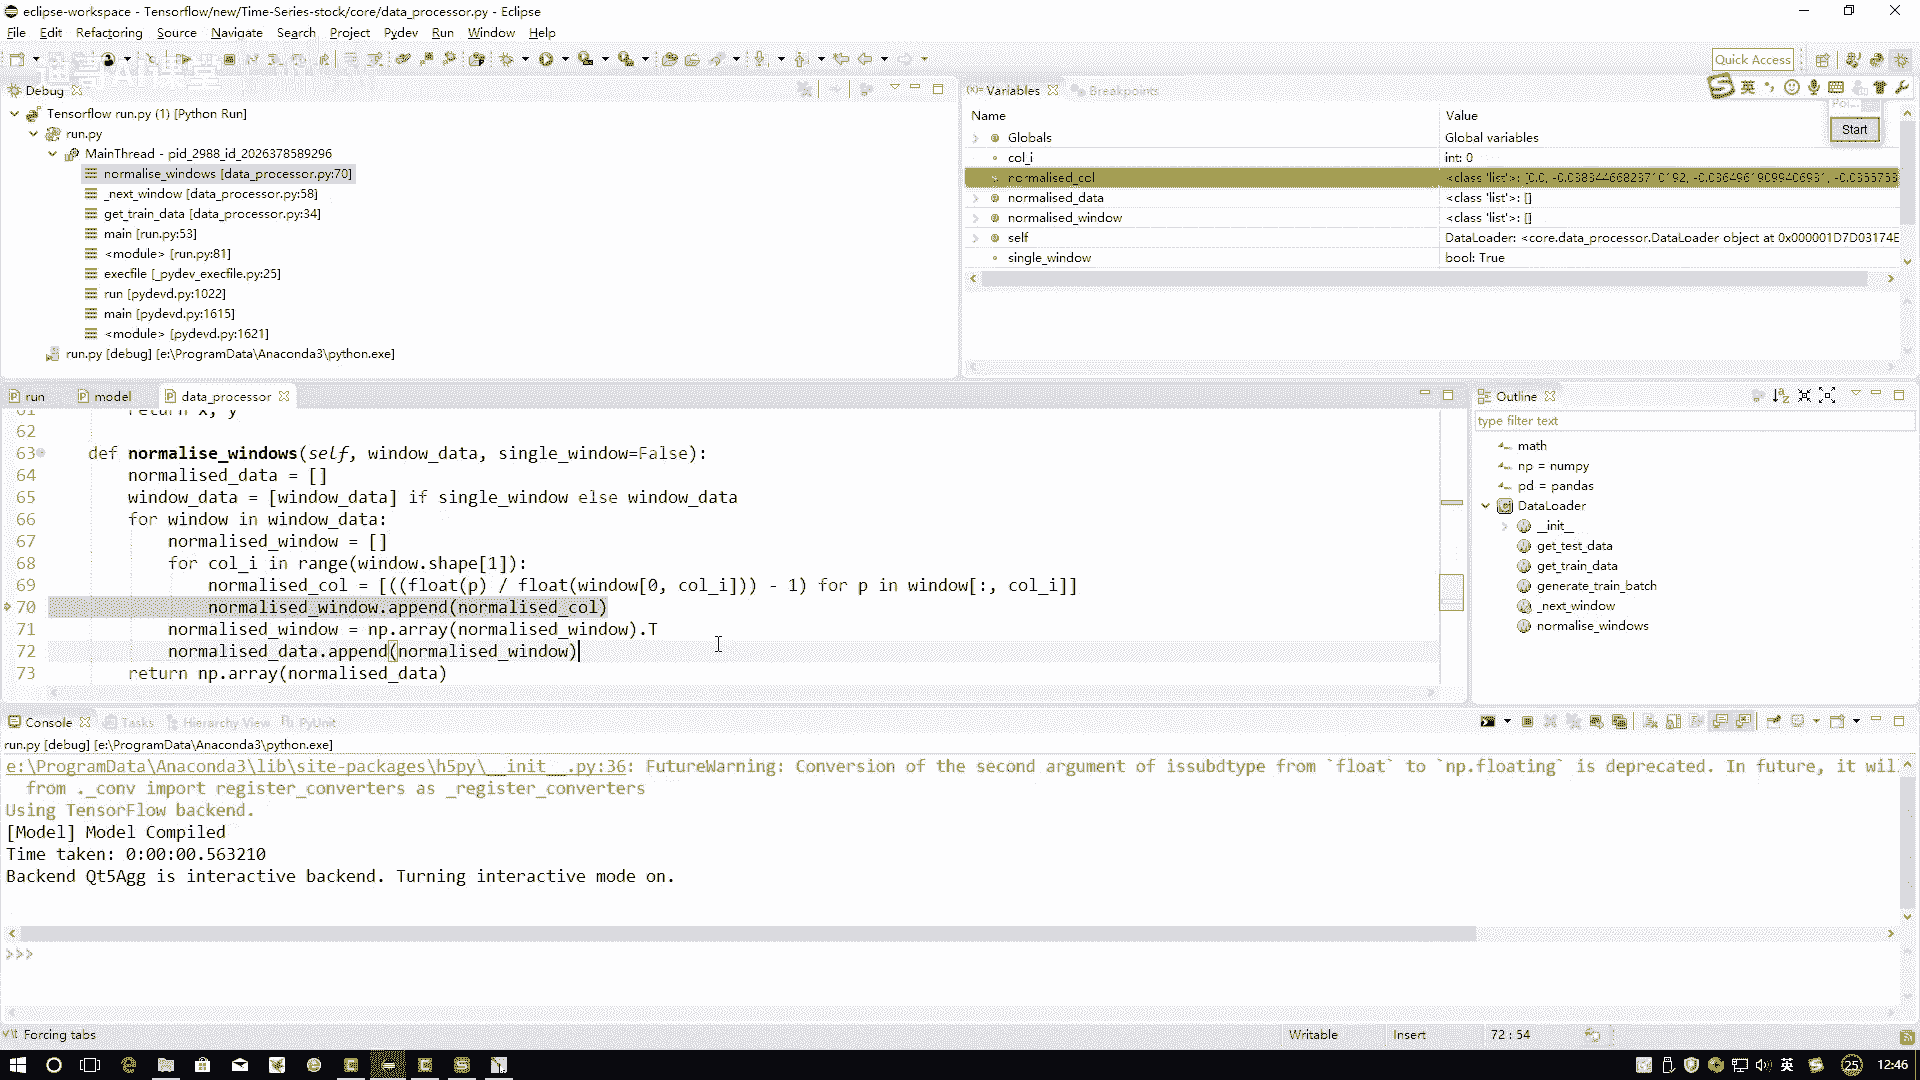 eclipse-workspace - Tensorflow/new/Time-Series-stock/core/data_processor.py - Eclipse
File Edit Refactoring Source Navigate Search Project Pydev Run Window Help
Quick Access
Debug
Tensorflow run.py (1) [Python Run]
run.py
MainThread - pid_2988_id_2026378589296
normalise_windows [data_processor.py:70]
_next_window [data_processor.py:58]
get_train_data [data_processor.py:34]
main [run.py:53]
<module> [run.py:81]
execfile [_pydev_execfile.py:25]
run [pydevd.py:1022]
main [pydevd.py:1615]
<module> [pydevd.py:1621]
run.py [debug] [e:\ProgramData\Anaconda3\python.exe]
Variables Breakpoints
英
Name Value
Start
Globals Global variables
col_i int: 0
normalised_col <class 'list'>:
normalised_data <class 'list'>: []
normalised_window <class 'list'>: []
self DataLoader: <core.data_processor.DataLoader object at 0x000001D7D03174E
single_window bool: True
run model data_processor
61 return x, y
62
63 def normalise_windows(self, window_data, single_window=False):
64 normalised_data = []
65 window_data = [window_data] if single_window else window_data
66 for window in window_data:
67 normalised_window = []
68 for col_i in range(window.shape[1]):
69 normalised_col = [((float(p) / float(window[0, col_i])) - 1) for p in window[:, col_i]]
70 normalised_window.append(normalised_col)
71 normalised_window = np.array(normalised_window).T
72 normalised_data.append(normalised_window)
73 return np.array(normalised_data)
Outline
type filter text
math
np = numpy
pd = pandas
DataLoader
__init__
get_test_data
get_train_data
generate_train_batch
_next_window
normalise_windows
Console Tasks Hierarchy View PyUnit
run.py [debug] [e:\ProgramData\Anaconda3\python.exe]
e:\ProgramData\Anaconda3\lib\site-packages\h5py\__init__.py:36: FutureWarning: Conversion of the second argument of issubdtype from `float` to `np.floating` is deprecated. In future, it wil
from ._conv import register_converters as _register_converters
Using TensorFlow backend.
[Model] Model Compiled
Time taken: 0:00:00.563210
Backend Qt5Agg is interactive backend. Turning interactive mode on.
>>>
Forcing tabs Writable Insert 72 : 54
英 25 12:46